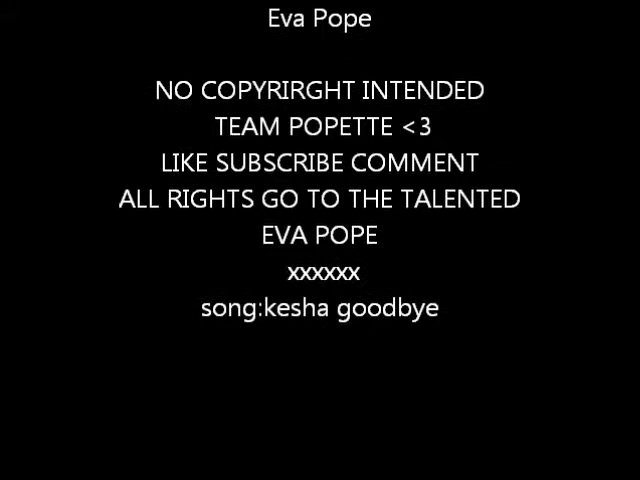 Eva Pope
NO COPYRIRGHT INTENDED
TEAM POPETTE <3
LIKE SUBSCRIBE COMMENT
ALL RIGHTS GO TO THE TALENTED
EVA POPE
xxxxxx
song:kesha goodbye